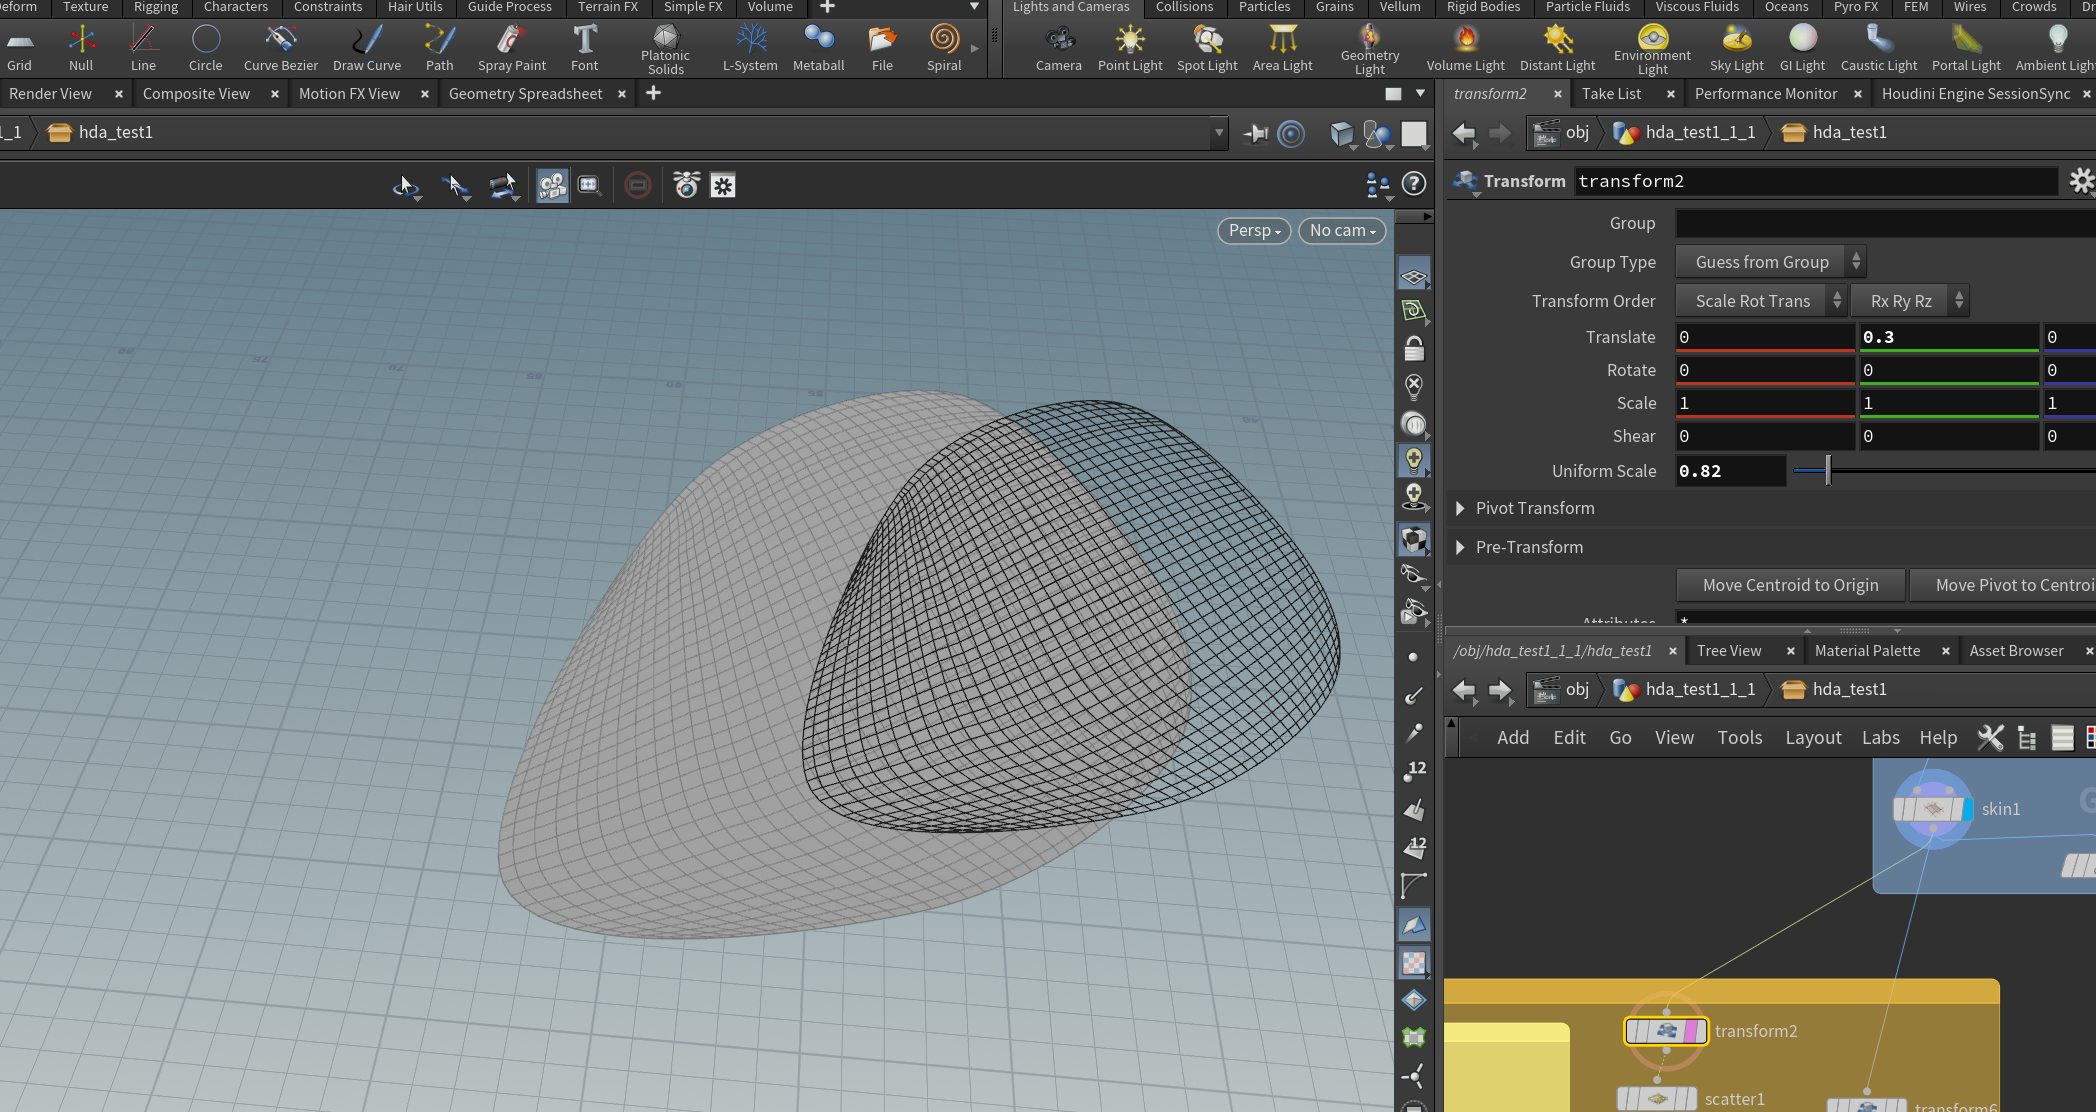 Texture Rigging Characters Constraints Hair Utils Guide Process Terrain FX Simple FX Volume
Lights and Cameras Collisions Particles Grains Vellum Rigid Bodies Particle Fluids Viscous Fluids Oceans Pyro FX FEM Wires Crowds
Grid Null Line Circle Curve Bezier Draw Curve Path Spray Paint Font Platonic Solids L-System Metaball File Spiral
Camera Point Light Spot Light Area Light Geometry Light Volume Light Distant Light Environment Light Sky Light GI Light Caustic Light Portal Light Ambient
Render View Composite View Motion FX View Geometry Spreadsheet
transform2 Take List Performance Monitor Houdini Engine SessionSync
hda_test1
obj hda_test1_1_1 hda_test1
Transform transform2
Persp No cam
Group
Group Type Guess from Group
Transform Order Scale Rot Trans Rx Ry Rz
Translate 0 0.3 0
Rotate 0 0 0
Scale 1 1 1
Shear 0 0 0
Uniform Scale 0.82
Pivot Transform
Pre-Transform
Move Centroid to Origin Move Pivot to Centroi
/obj/hda_test1_1_1/hda_test1 Tree View Material Palette Asset Browser
obj hda_test1_1_1 hda_test1
Add Edit Go View Tools Layout Labs Help
12
12
skin1
transform2
scatter1
transform6